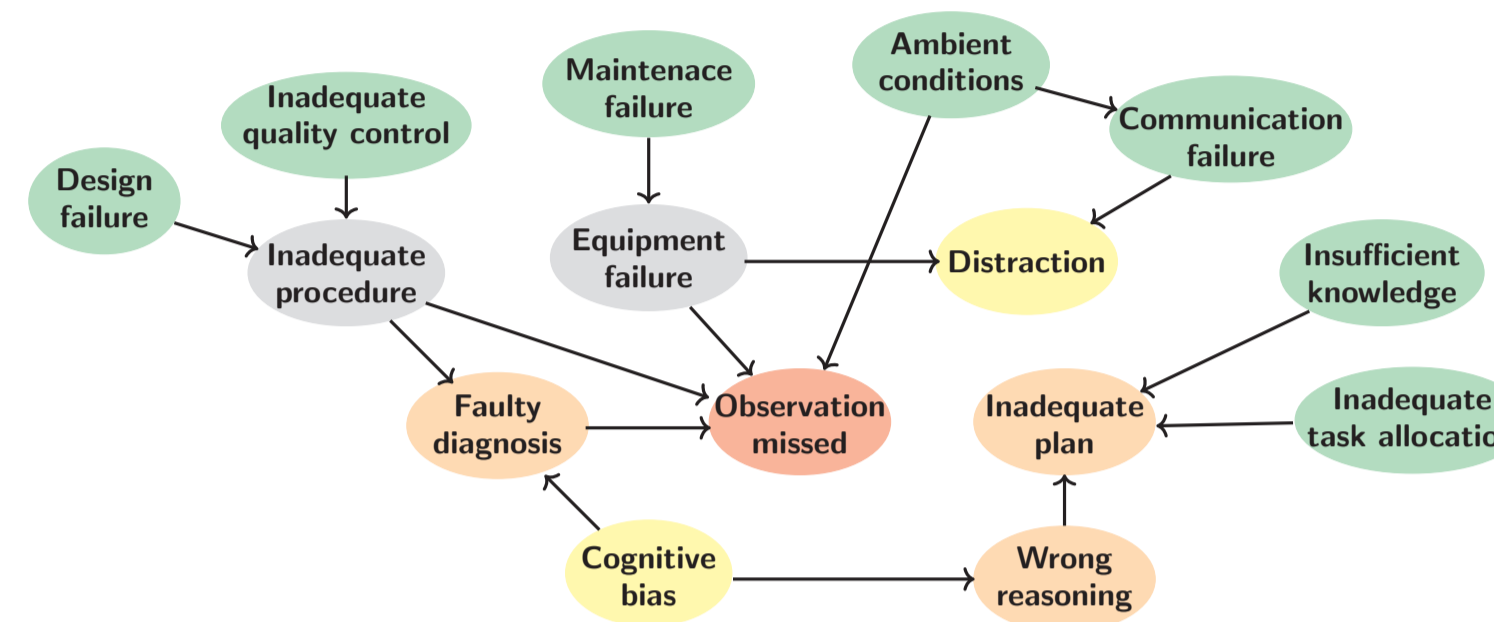 Ambient
conditions
Maintenace
failure
Inadequate
quality control
Communication
failure
Design
failure
Equipment
failure
Inadequate
procedure
Distraction
Insufficient
knowledge
Faulty
diagnosis
Observation
missed
Inadequate
plan
Inadequate
task
Cognitive
bias
Wrong
reasoning